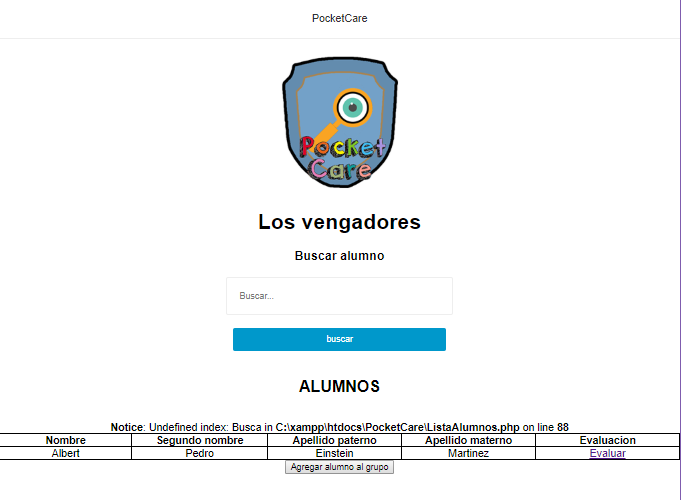 PocketCare
Pocket
Care
Los vengadores
Buscar alumno
Buscar...
buscar
ALUMNOS
Notice: Undefined index: Busca in C:\xampp\htdocs\PocketCare\ListaAlumnos.php on line 88
Nombre Segundo nombre Apellido paterno Apellido materno Evaluacion
Albert Pedro Einstein Martinez Evaluar
Agregar alumno al grupo